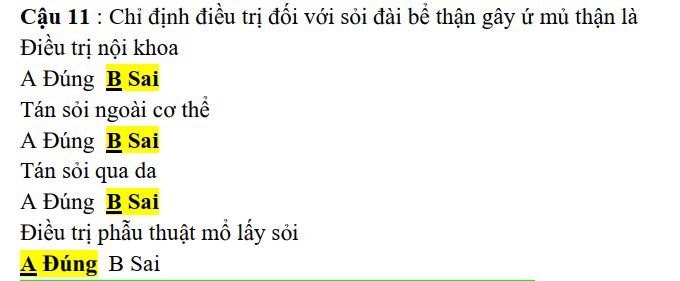 Cậu 11 : Chỉ định điều trị đối với sỏi đài bể thận gây ứ mủ thận là
Điều trị nội khoa
A Đúng B Sai
Tán sỏi ngoài cơ thể
A Đúng B Sai
Tán sỏi qua da
A Đúng B Sai
Điều trị phẫu thuật mổ lấy sỏi
A Đúng B Sai